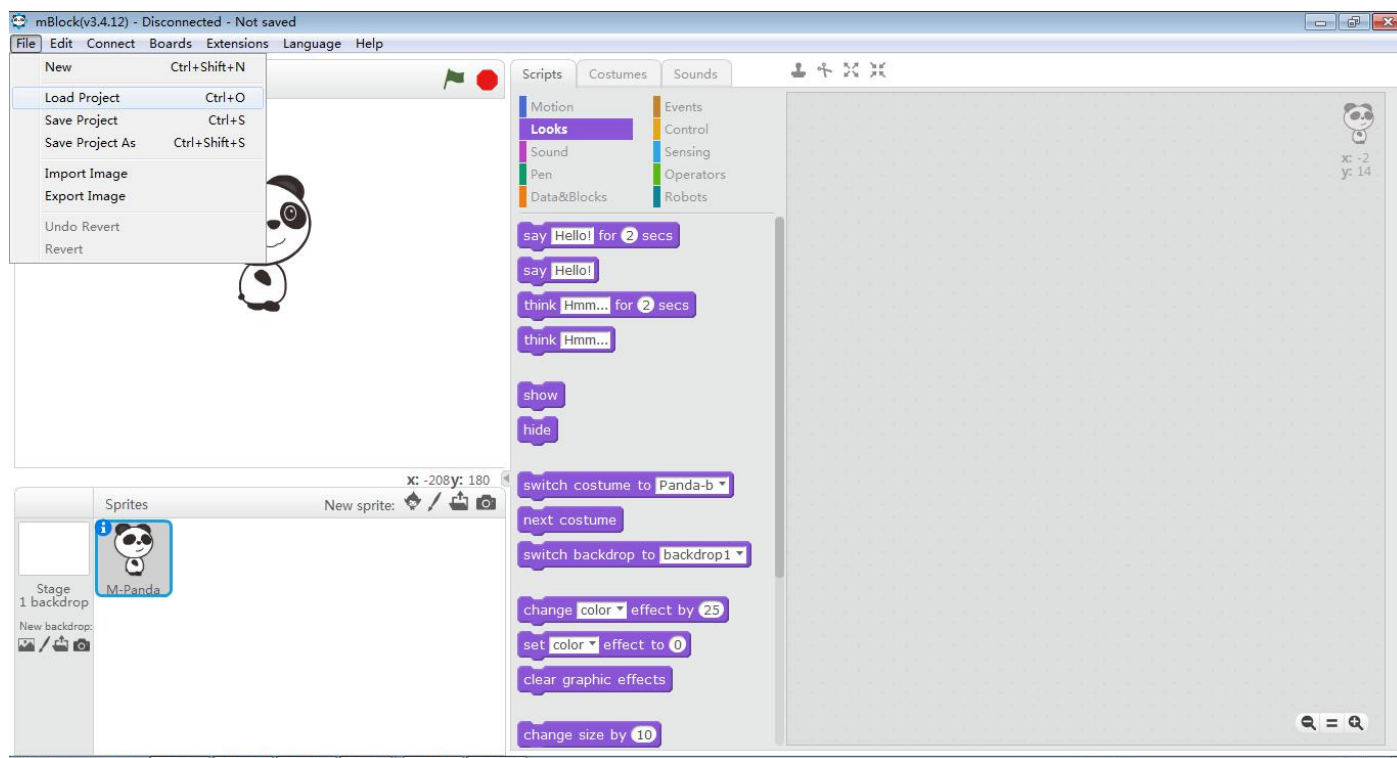 mBlock(v3.4.12) - Disconnected - Not saved
File Edit Connect Boards Extensions Language Help
New Ctrl+Shift+N
Load Project Ctrl+O
Save Project Ctrl+S
Save Project As Ctrl+Shift+S
Import Image
Export Image
Undo Revert
Revert
x: -208 y: 180
Sprites New sprite:
M-Panda
Stage
1 backdrop
New backdrop:
Scripts Costumes Sounds
Motion Events
Looks Control
Sound Sensing
Pen Operators
Data&Blocks Robots
say Hello! for 2 secs
say Hello!
think Hmm... for 2 secs
think Hmm...
show
hide
switch costume to Panda-b
next costume
switch backdrop to backdrop1
change color effect by 25
set color effect to 0
clear graphic effects
change size by 10
x: -2
y: 14